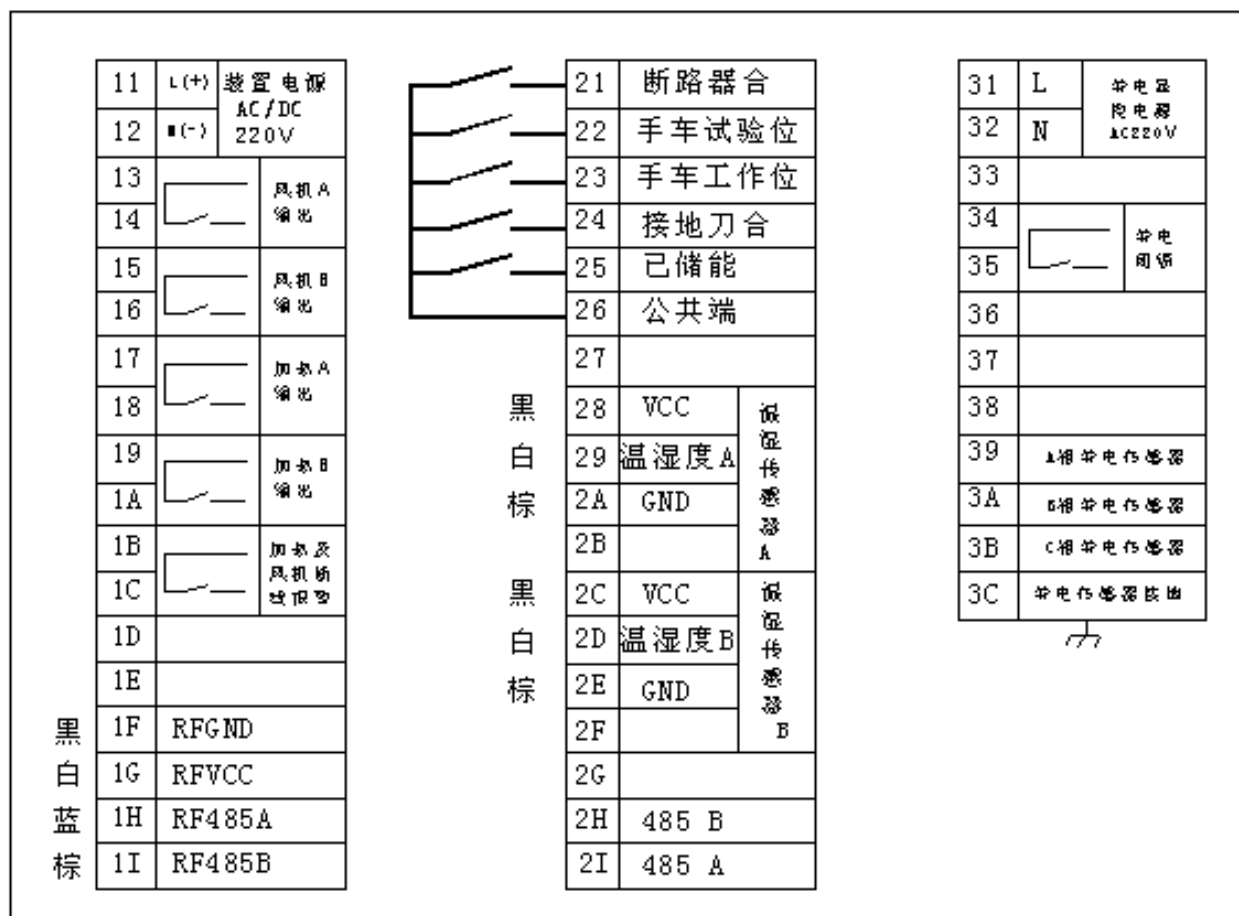 11 L(+) 装置电源
AC/DC
12 (-) 220V
13 风机A
14 输出
15 风机B
16 输出
17 加热A
18 输出
19 加热B
1A 输出
1B 加热及
风机断
1C 线报警
1D
1E
黑 1F RFGND
白 1G RFVCC
蓝 1H RF485A
棕 1I RF485B
21 断路器合
22 手车试验位
23 手车工作位
24 接地刀合
25 已储能
26 公共端
27
黑 28 VCC
白 29 温湿度A
棕 2A GND
2B
温湿传感器A
黑 2C VCC
白 2D 温湿度B
棕 2E GND
2F
温湿传感器B
2G
2H 485 B
2I 485 A
31 L
32 N
AC220V
33
34
35
带电
闭锁
36
37
38
39 A相带电传感器
3A B相带电传感器
3B C相带电传感器
3C 带电传感器接地